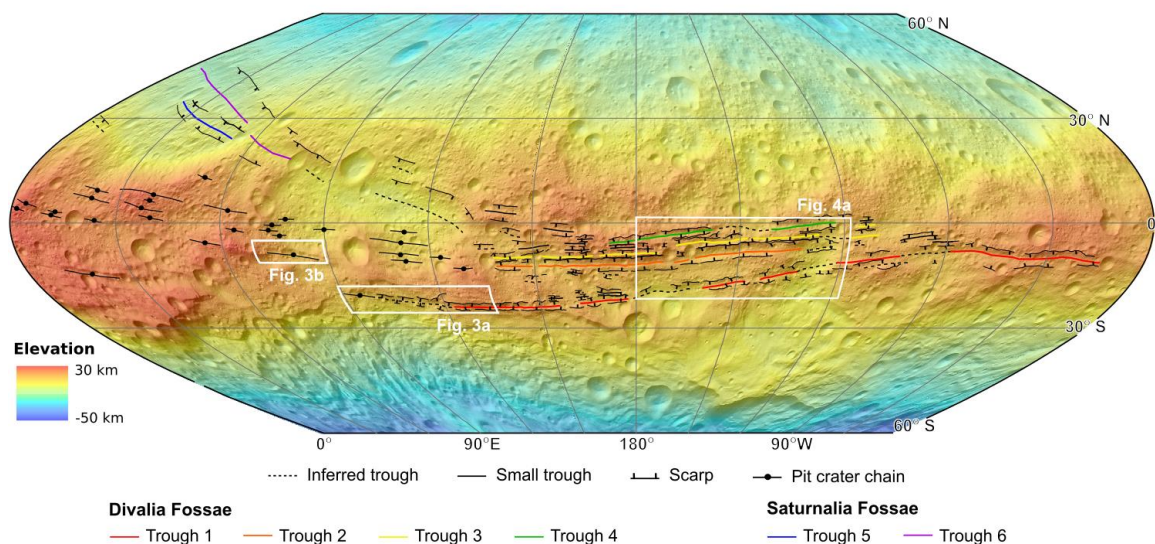 60° N
30° N
Fig. 4a
0
Fig. 3b
Fig. 3a
30° S
Elevation
30 km
-50 km
60° S
0° 90°E 180° 90°W
Inferred trough Small trough Scarp Pit crater chain
Divalia Fossae Saturnalia Fossae
Trough 1 Trough 2 Trough 3 Trough 4 Trough 5 Trough 6